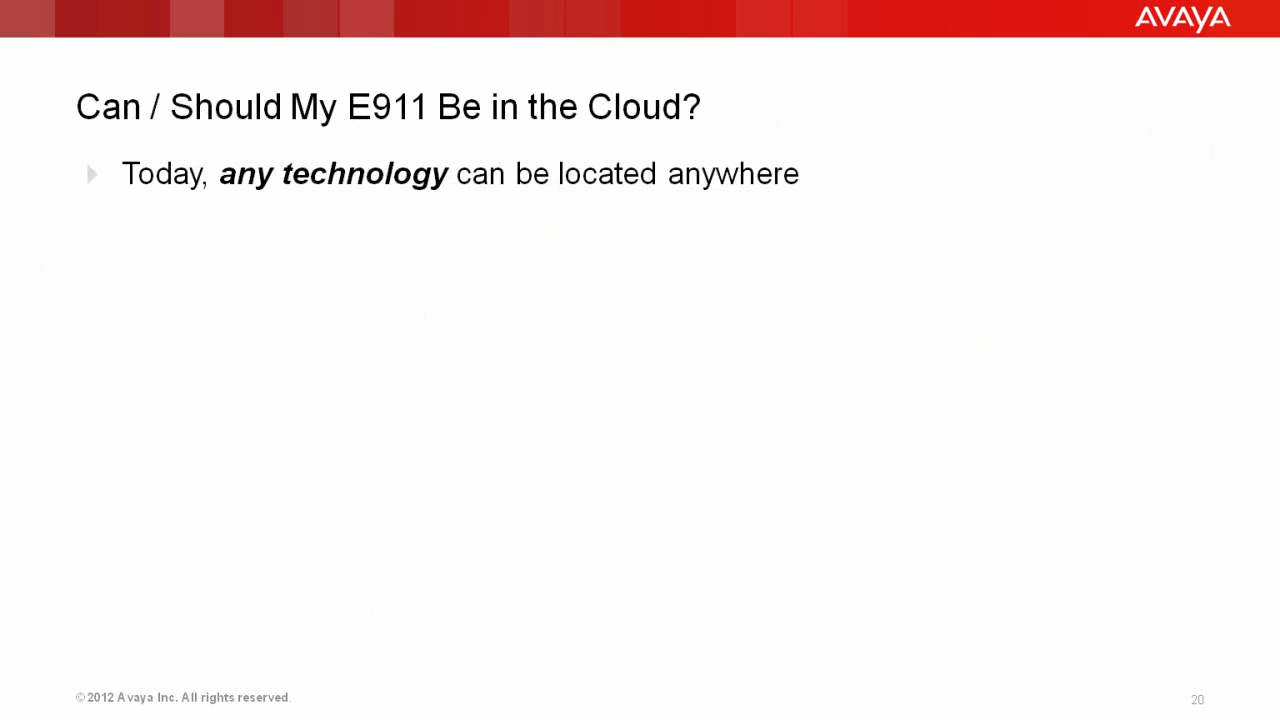 AVAYA
Can / Should My E911 Be in the Cloud?
Today, any technology can be located anywhere
© 2012 Avaya Inc. All rights reserved.
20